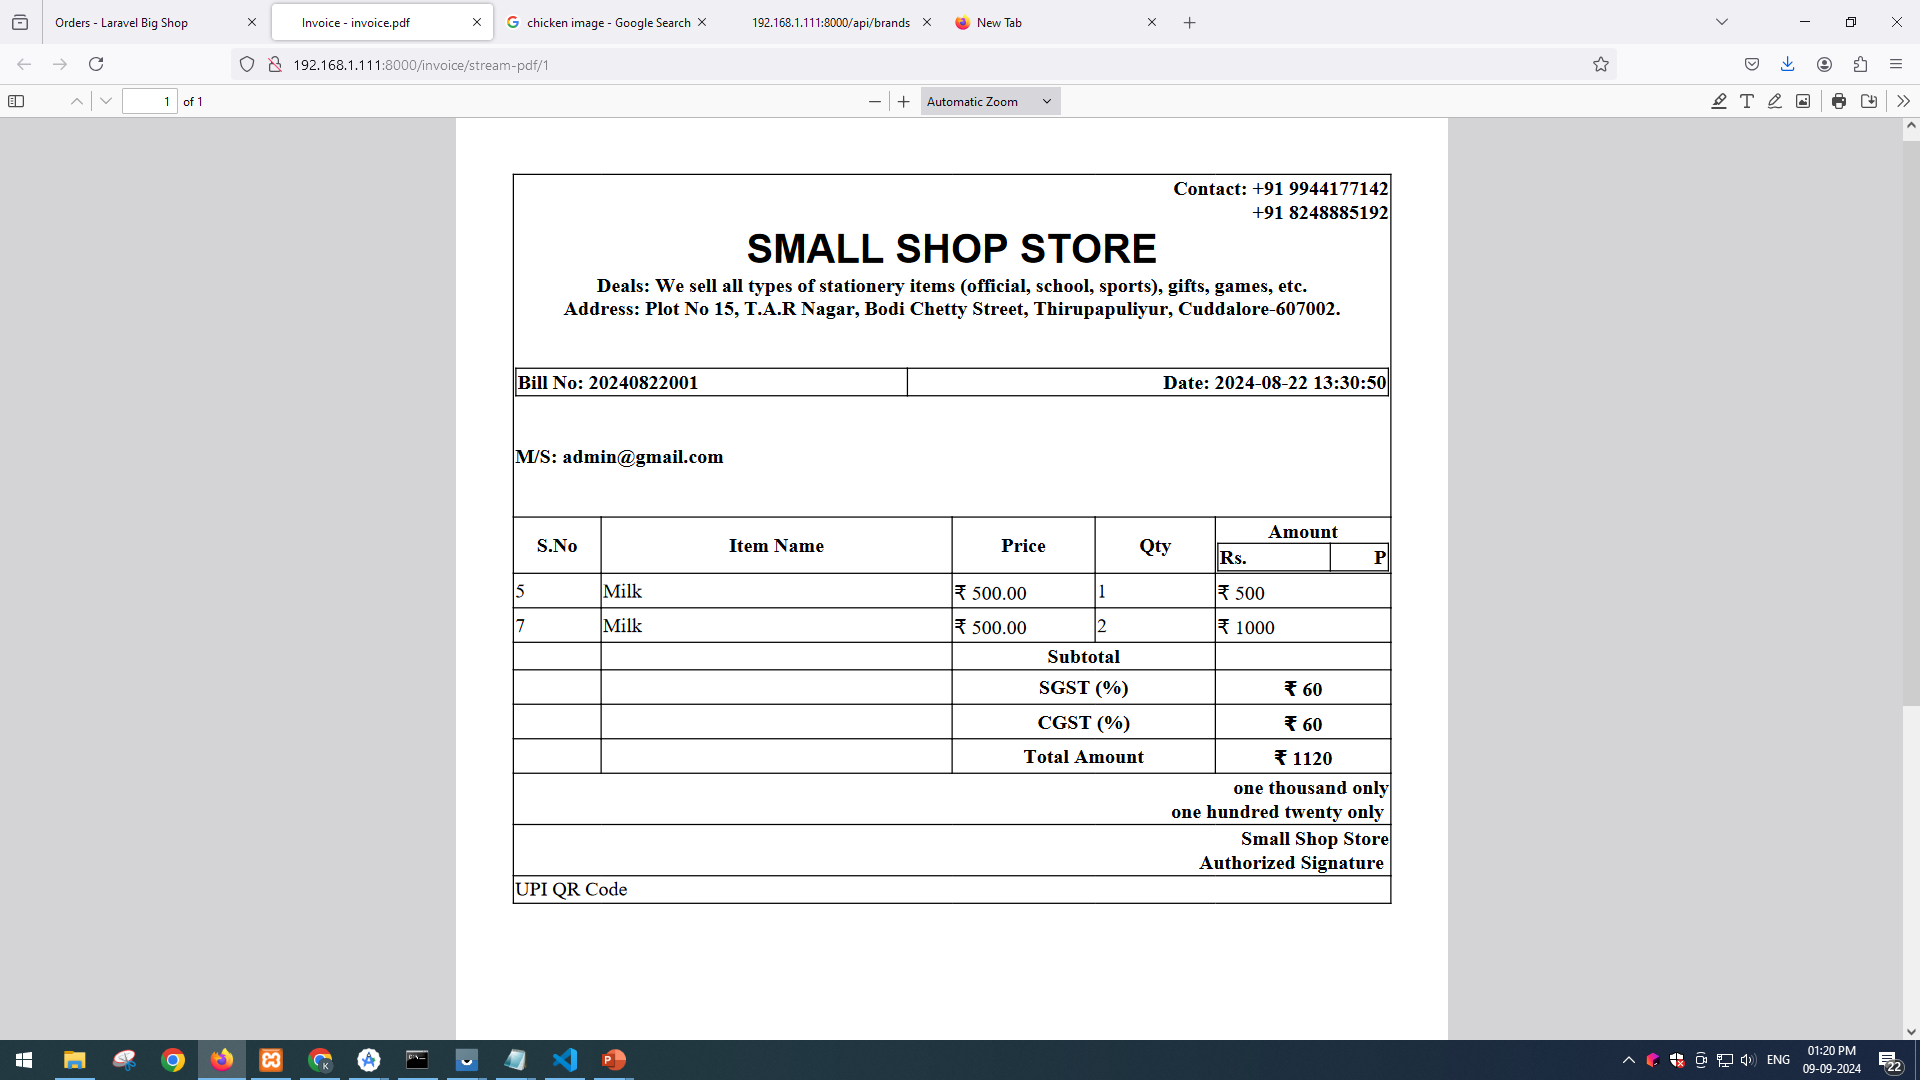 Orders - Laravel Big Shop
Invoice - invoice.pdf
chicken image - Google Search
192.168.1.111:8000/api/brands
New Tab
192.168.1.111:8000/invoice/stream-pdf/1
1 of 1
Automatic Zoom
Contact: +91 9944177142
+91 8248885192
SMALL SHOP STORE
Deals: We sell all types of stationery items (official, school, sports), gifts, games, etc.
Address: Plot No 15, T.A.R Nagar, Bodi Chetty Street, Thirupapuliyur, Cuddalore-607002.
Bill No: 20240822001 Date: 2024-08-22 13:30:50
M/S: admin@gmail.com
S.No Item Name Price Qty Amount
Rs. P
5 Milk ₹ 500.00 1 ₹ 500
7 Milk ₹ 500.00 2 ₹ 1000
Subtotal
SGST (%) ₹ 60
CGST (%) ₹ 60
Total Amount ₹ 1120
one thousand only
one hundred twenty only
Small Shop Store
Authorized Signature
UPI QR Code
ENG
01:20 PM
09-09-2024
22